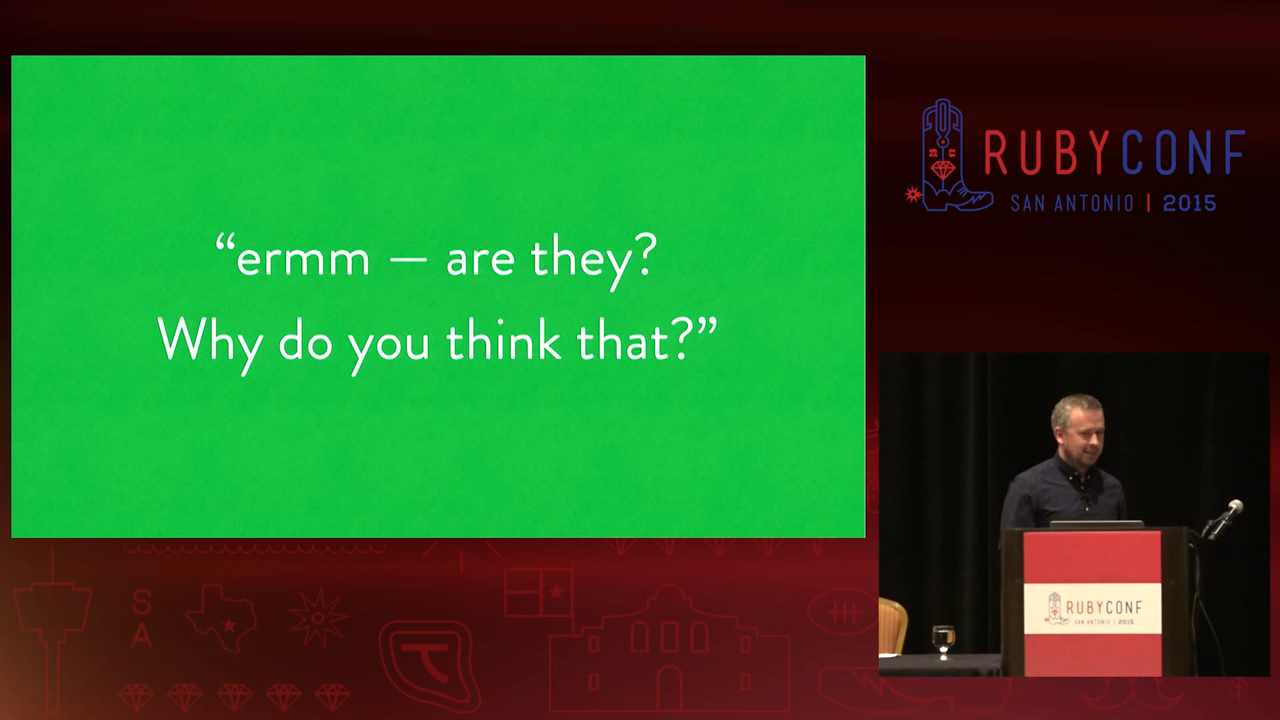 “ermm — are they?
Why do you think that?”
RUBYCONF
SAN ANTONIO | 2015
RUBYCONF
SAN ANTONIO | 2015
S
A